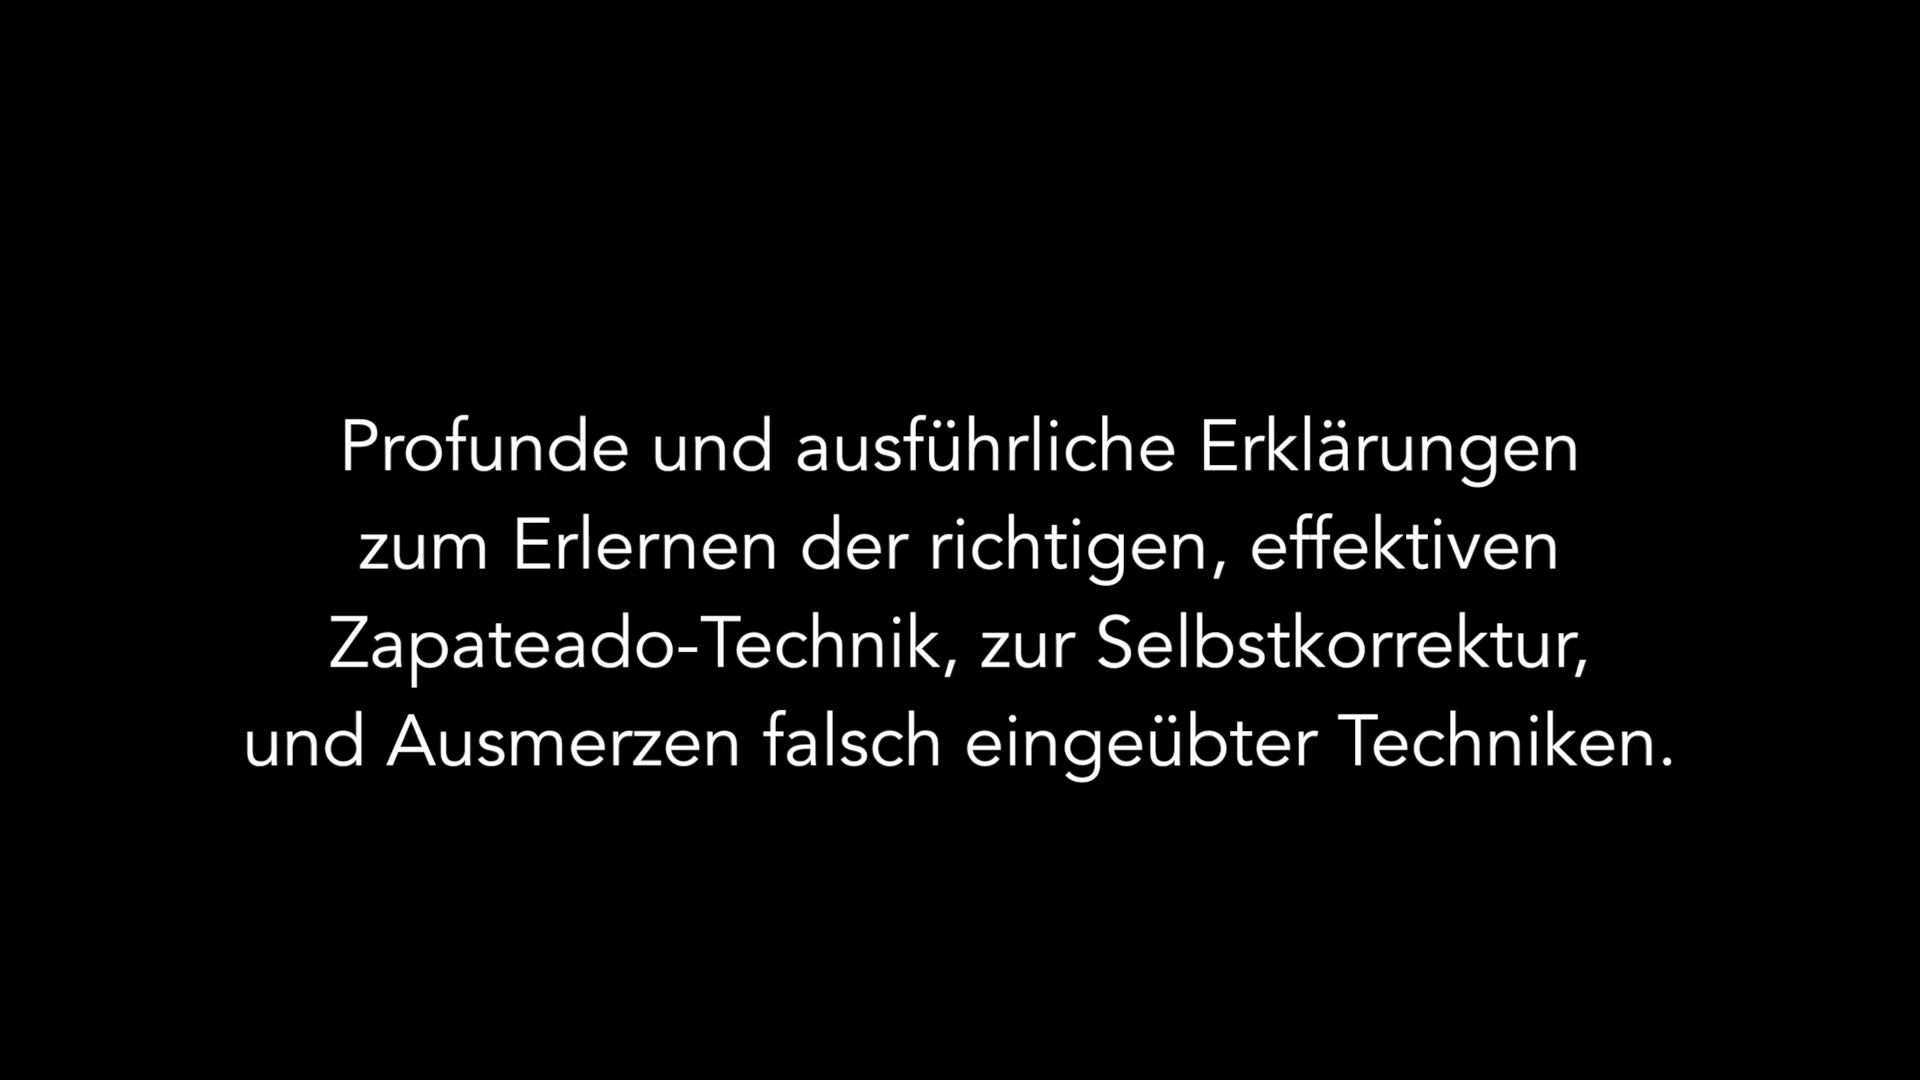 Profunde und ausführliche Erklärungen
zum Erlernen der richtigen, effektiven
Zapateado-Technik, zur Selbstkorrektur,
und Ausmerzen falsch eingeübter Techniken.